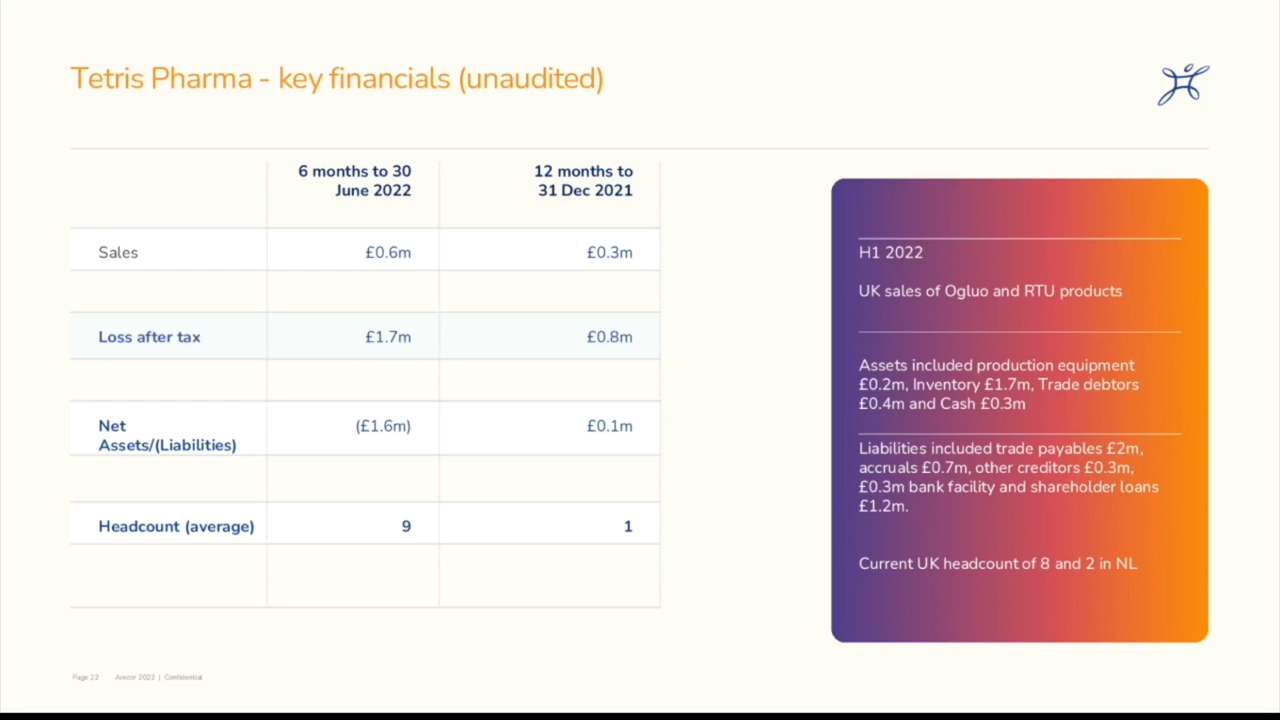 Tetris Pharma - key financials (unaudited)
6 months to 30
June 2022
12 months to
31 Dec 2021
Sales £0.6m £0.3m
Loss after tax £1.7m £0.8m
Net
Assets/(Liabilities) (£1.6m) £0.1m
Headcount (average) 9 1
H1 2022
UK sales of Ogluo and RTU products
Assets included production equipment
£0.2m, Inventory £1.7m, Trade debtors
£0.4m and Cash £0.3m
Liabilities included trade payables £2m,
accruals £0.7m, other creditors £0.3m,
£0.3m bank facility and shareholder loans
£1.2m.
Current UK headcount of 8 and 2 in NL
Page 22 Arecor 2022 | Confidential